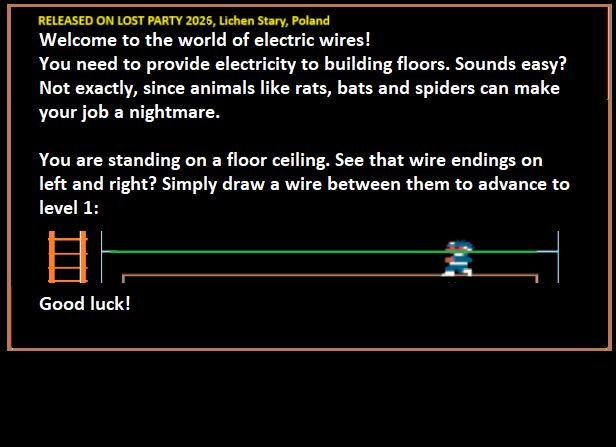 RELEASED ON LOST PARTY 2026, Lichen Stary, Poland
Welcome to the world of electric wires!
You need to provide electricity to building floors. Sounds easy?
Not exactly, since animals like rats, bats and spiders can make
your job a nightmare.
You are standing on a floor ceiling. See that wire endings on
left and right? Simply draw a wire between them to advance to
level 1:
Good luck!